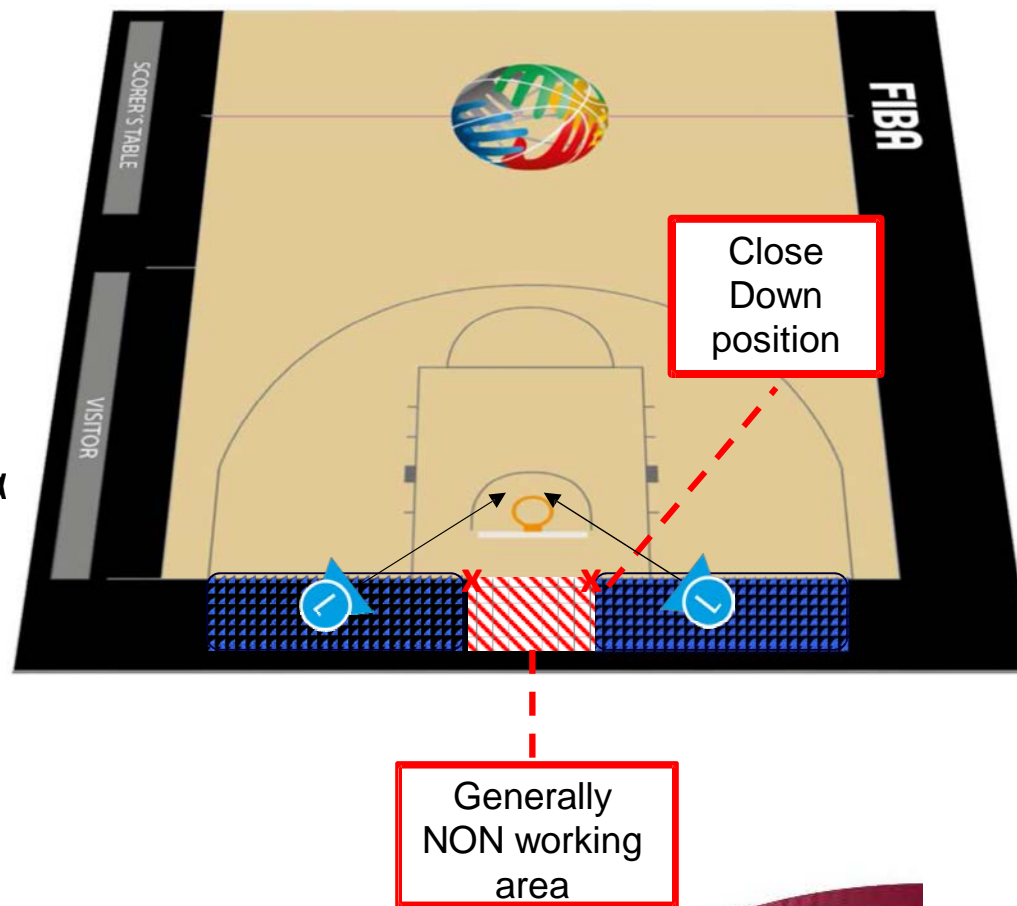 SCORER'S TABLE
FIBA
Close
Down
position
VISITOR
X
X
L
L
Generally
NON working
area